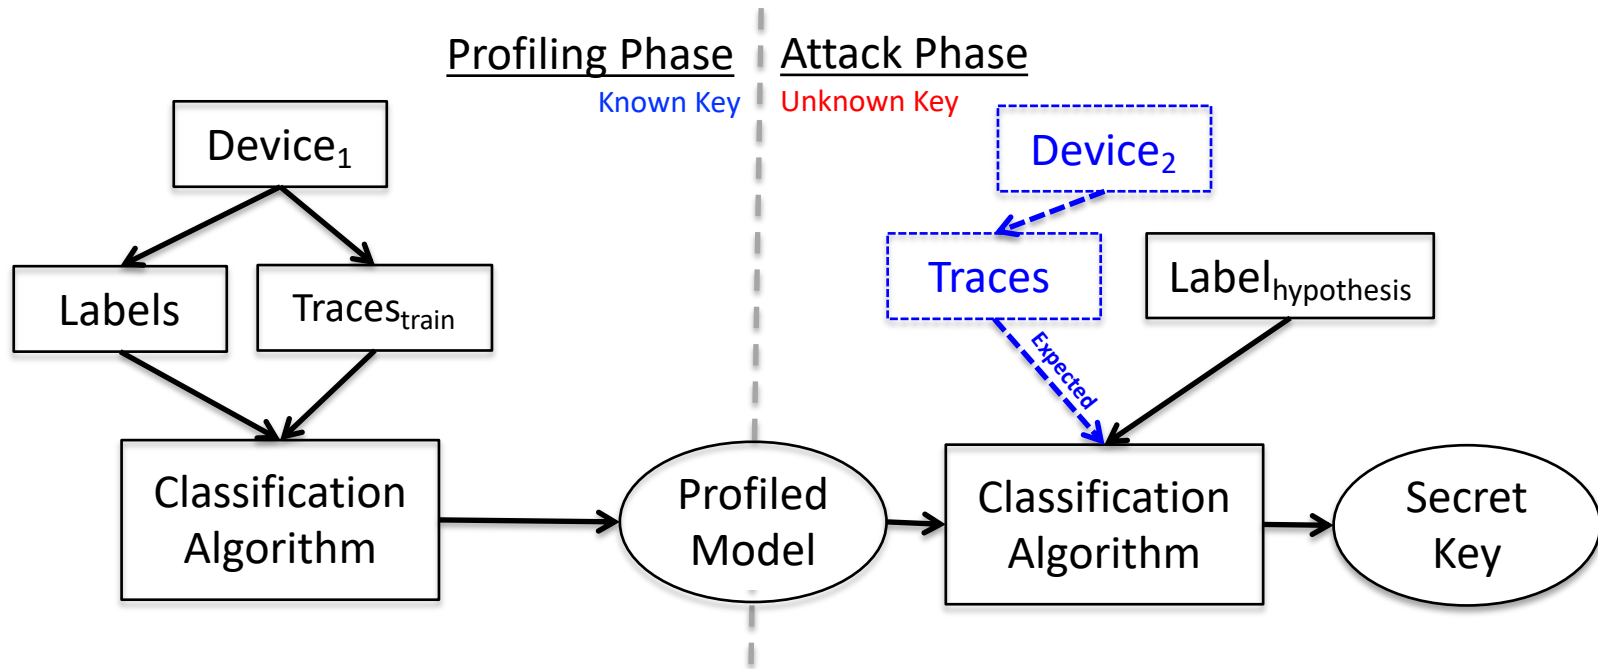 Profiling Phase
Known Key
Attack Phase
Unknown Key
Device1
Labels
Tracestrain
Classification
Algorithm
Profiled
Model
Device2
Traces
Labelhypothesis
Expected
Classification
Algorithm
Secret
Key